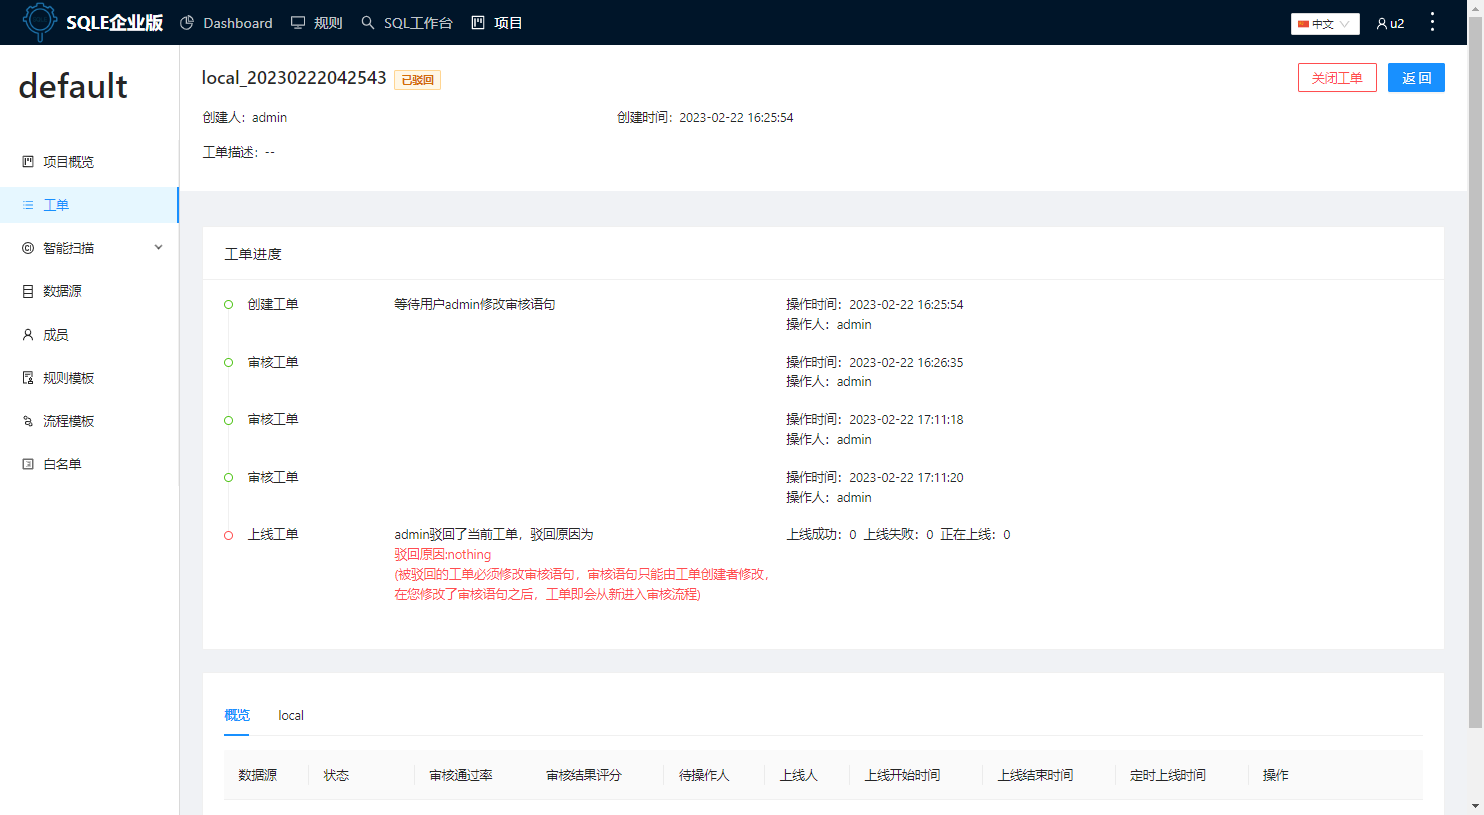 SQLE企业版 Dashboard 规则 SQL工作台 项目 中文 u2
default
项目概览
工单
智能扫描
数据源
成员
规则模板
流程模板
白名单
local_20230222042543 已驳回 关闭工单 返回
创建人：admin 创建时间：2023-02-22 16:25:54
工单描述：--
工单进度
创建工单 等待用户admin修改审核语句 操作时间：2023-02-22 16:25:54
操作人：admin
审核工单 操作时间：2023-02-22 16:26:35
操作人：admin
审核工单 操作时间：2023-02-22 17:11:18
操作人：admin
审核工单 操作时间：2023-02-22 17:11:20
操作人：admin
上线工单 admin驳回了当前工单，驳回原因为 上线成功：0 上线失败：0 正在上线：0
驳回原因:nothing
(被驳回的工单必须修改审核语句，审核语句只能由工单创建者修改，
在您修改了审核语句之后，工单即会从新进入审核流程)
概览 local
数据源 状态 审核通过率 审核结果评分 待操作人 上线人 上线开始时间 上线结束时间 定时上线时间 操作